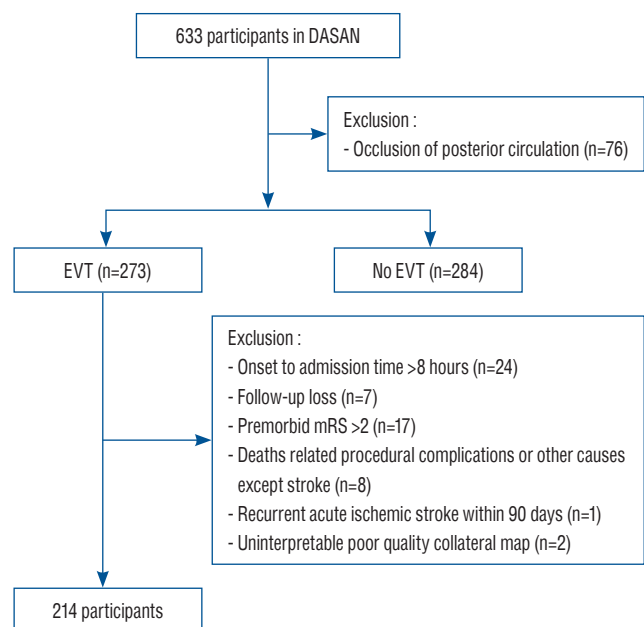 633 participants in DASAN
Exclusion :
- Occlusion of posterior circulation (n=76)
EVT (n=273)
No EVT (n=284)
Exclusion :
- Onset to admission time >8 hours (n=24)
- Follow-up loss (n=7)
- Premorbid mRS >2 (n=17)
- Deaths related procedural complications or other causes
except stroke (n=8)
- Recurrent acute ischemic stroke within 90 days (n=1)
- Uninterpretable poor quality collateral map (n=2)
214 participants